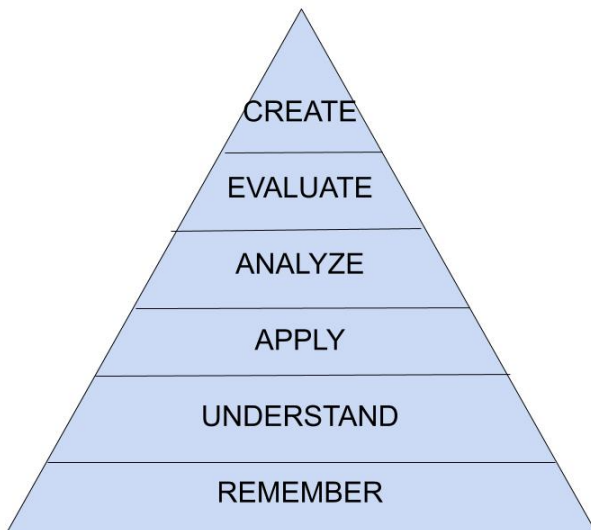 CREATE
EVALUATE
ANALYZE
APPLY
UNDERSTAND
REMEMBER